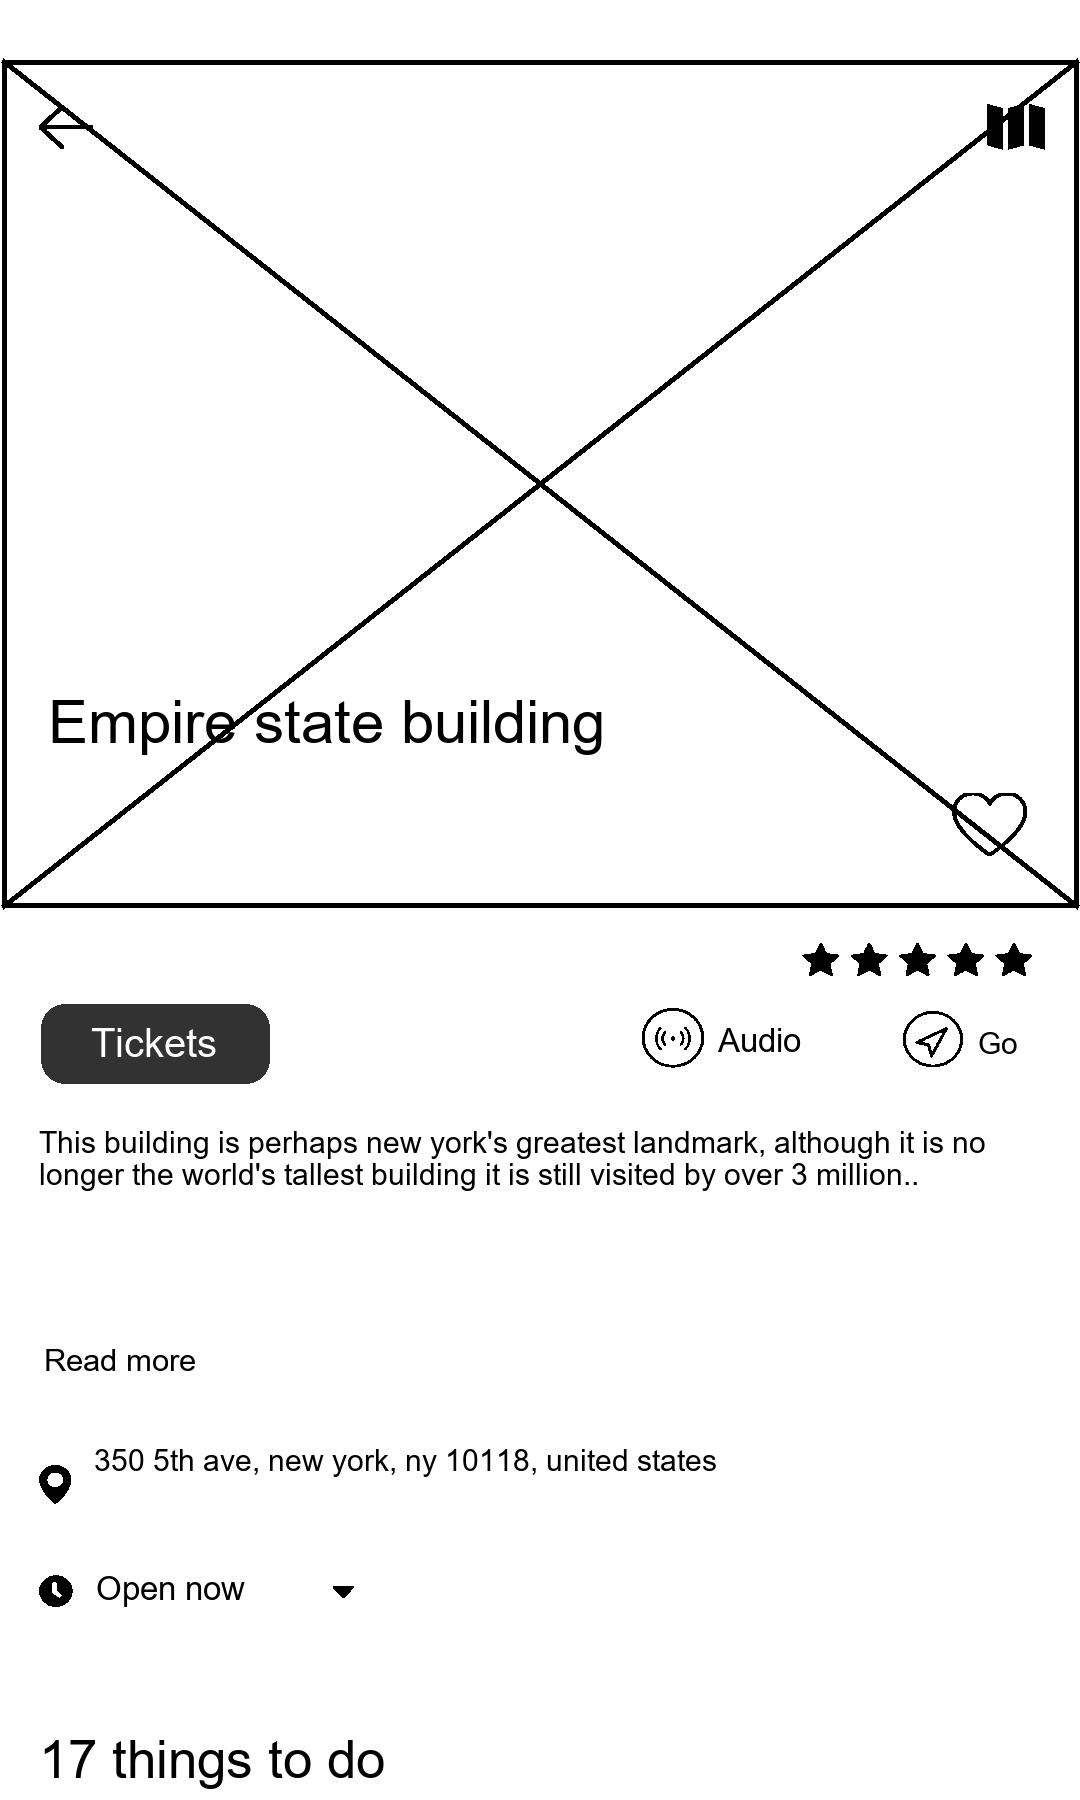 Empire state building
Tickets
Audio
Go
This building is perhaps new york's greatest landmark, although it is no
longer the world's tallest building it is still visited by over 3 million..
Read more
350 5th ave, new york, ny 10118, united states
Open now
17 things to do